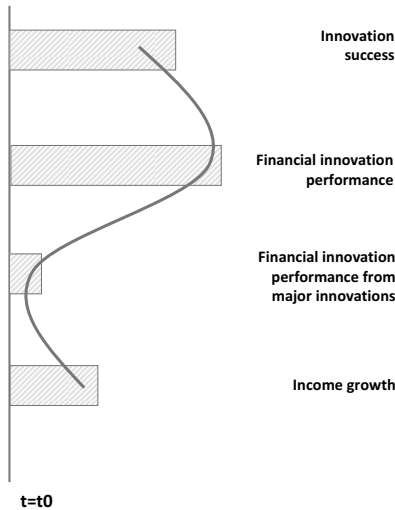 Innovation
success
Financial innovation
performance
Financial innovation
performance from
major innovations
Income growth
t=t0